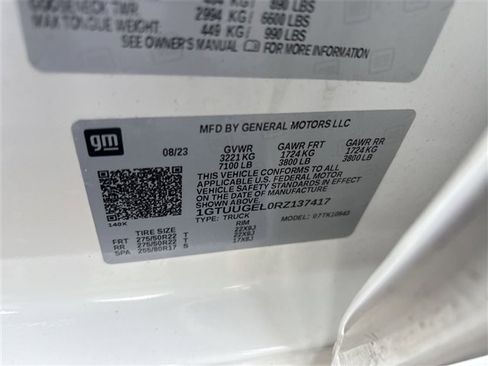 GOOSENECK TWR 2994 KG/ 6600 LBS
MAX TONGUE WEIGHT: 449 KG/ 990 LBS
SEE OWNER'S MANUAL FOR MORE INFORMATION
MFD BY GENERAL MOTORS LLC
gm
08/23
GVWR GAWR FRT GAWR RR
3221 KG 1724 KG 1724 KG
7100 LB 3800 LB 3800 LB
THIS VEHICLE CONFORMS TO ALL
APPLICABLE FEDERAL MOTOR
VEHICLE SAFETY STANDARDS IN
EFFECT ON THE DATE OF MANUFACTURE
SHOWN ABOVE.
1GTUUGEL0RZ137417
TYPE: TRUCK MODEL: 07TK10543
140X
TIRE SIZE RIM
FRT 275/50R22 T 22X9J
RR 275/50R22 T 22X9J
SPA 255/80R17 S 17X8J